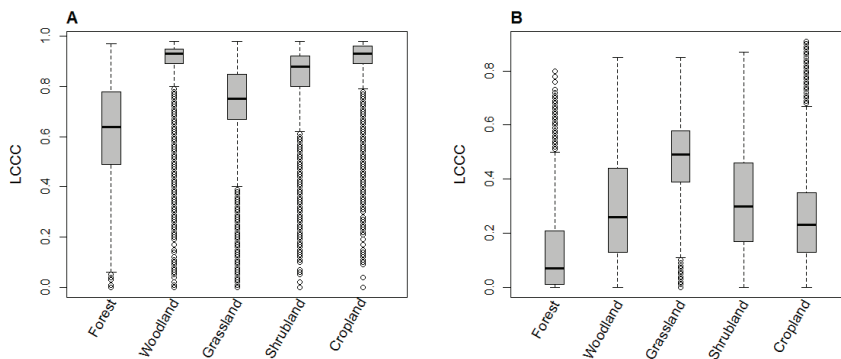 A
LCCC
1.0
0.8
0.6
0.4
0.2
0.0
Forest
Woodland
Grassland
Shrubland
Cropland
B
LCCC
0.8
0.6
0.4
0.2
0.0
Forest
Woodland
Grassland
Shrubland
Cropland